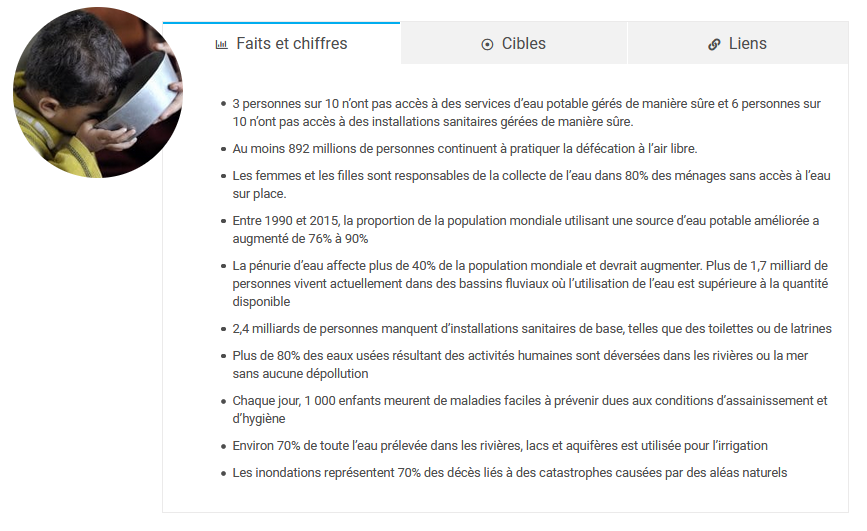 Faits et chiffres
Cibles
Liens
3 personnes sur 10 n’ont pas accès à des services d’eau potable gérés de manière sûre et 6 personnes sur
10 n’ont pas accès à des installations sanitaires gérées de manière sûre.
Au moins 892 millions de personnes continuent à pratiquer la défécation à l’air libre.
Les femmes et les filles sont responsables de la collecte de l’eau dans 80% des ménages sans accès à l’eau
sur place.
Entre 1990 et 2015, la proportion de la population mondiale utilisant une source d’eau potable améliorée a
augmenté de 76% à 90%
La pénurie d’eau affecte plus de 40% de la population mondiale et devrait augmenter. Plus de 1,7 milliard de
personnes vivent actuellement dans des bassins fluviaux où l’utilisation de l’eau est supérieure à la quantité
disponible
2,4 milliards de personnes manquent d’installations sanitaires de base, telles que des toilettes ou de latrines
Plus de 80% des eaux usées résultant des activités humaines sont déversées dans les rivières ou la mer
sans aucune dépollution
Chaque jour, 1 000 enfants meurent de maladies faciles à prévenir dues aux conditions d’assainissement et
d’hygiène
Environ 70% de toute l’eau prélevée dans les rivières, lacs et aquifères est utilisée pour l’irrigation
Les inondations représentent 70% des décès liés à des catastrophes causées par des aléas naturels